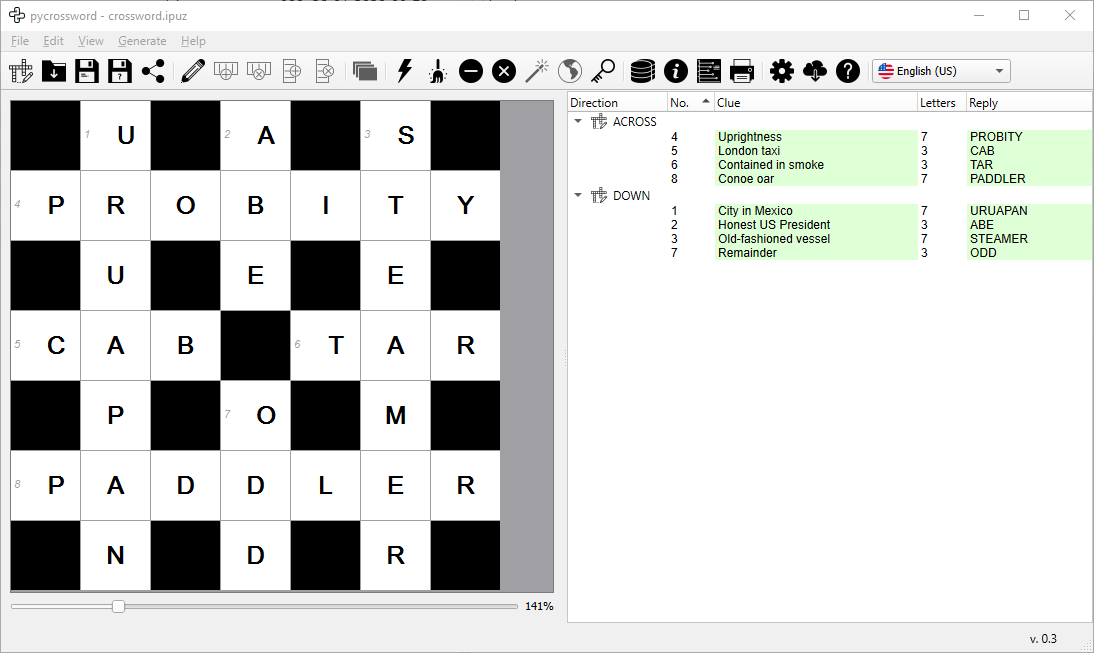 pycrossword - crossword.ipuz
File Edit View Generate Help
English (US)
1 U 2 A 3 S
4 P R O B I T Y
U E E
5 C A B 6 T A R
P 7 O M
8 P A D D L E R
N D R
141%
Direction No. Clue Letters Reply
ACROSS
4 Uprightness 7 PROBITY
5 London taxi 3 CAB
6 Contained in smoke 3 TAR
8 Conoe oar 7 PADDLER
DOWN
1 City in Mexico 7 URUAPAN
2 Honest US President 3 ABE
3 Old-fashioned vessel 7 STEAMER
7 Remainder 3 ODD
v. 0.3